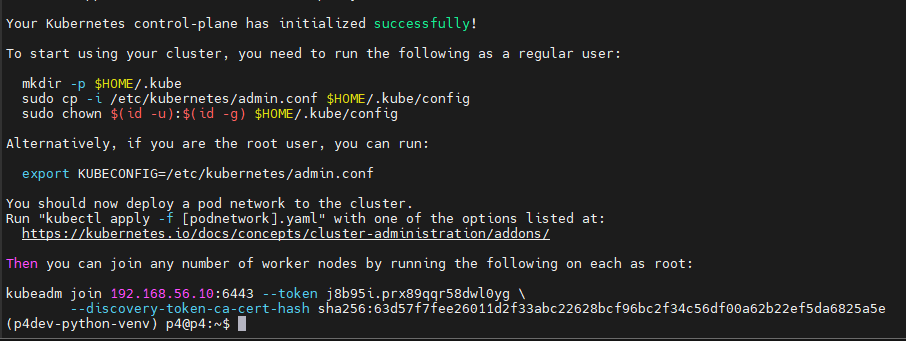 Your Kubernetes control-plane has initialized successfully!
To start using your cluster, you need to run the following as a regular user:
mkdir -p $HOME/.kube
sudo cp -i /etc/kubernetes/admin.conf $HOME/.kube/config
sudo chown $(id -u):$(id -g) $HOME/.kube/config
Alternatively, if you are the root user, you can run:
export KUBECONFIG=/etc/kubernetes/admin.conf
You should now deploy a pod network to the cluster.
Run "kubectl apply -f [podnetwork].yaml" with one of the options listed at:
https://kubernetes.io/docs/concepts/cluster-administration/addons/
Then you can join any number of worker nodes by running the following on each as root:
kubeadm join 192.168.56.10:6443 --token j8b95i.prx89qqr58dwl0yg \
--discovery-token-ca-cert-hash sha256:63d57f7fee26011d2f33abc22628bcf96bc2f34c56df00a62b22ef5da6825a5e
(p4dev-python-venv) p4@p4:~$